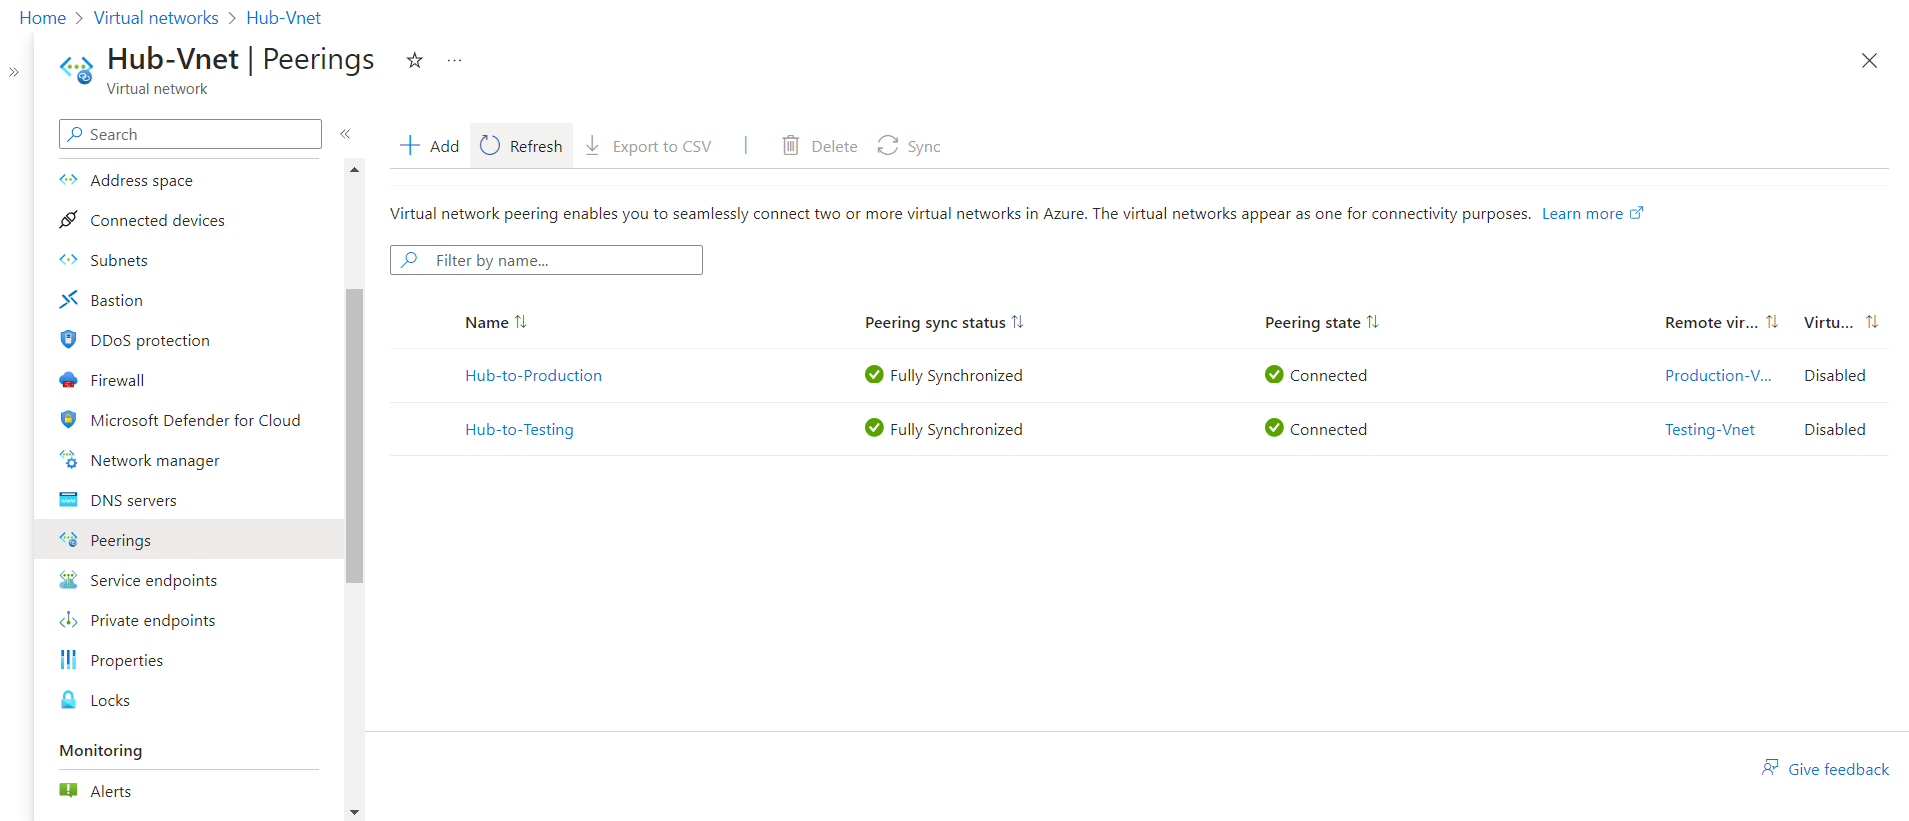 Home > Virtual networks > Hub-Vnet
Hub-Vnet | Peerings
Virtual network
Search
Address space
Connected devices
Subnets
Bastion
DDoS protection
Firewall
Microsoft Defender for Cloud
Network manager
DNS servers
Peerings
Service endpoints
Private endpoints
Properties
Locks
Monitoring
Alerts
Add Refresh Export to CSV | Delete Sync
Virtual network peering enables you to seamlessly connect two or more virtual networks in Azure. The virtual networks appear as one for connectivity purposes. Learn more
Filter by name...
Name Peering sync status Peering state Remote vir... Virtu...
Hub-to-Production Fully Synchronized Connected Production-V... Disabled
Hub-to-Testing Fully Synchronized Connected Testing-Vnet Disabled
Give feedback